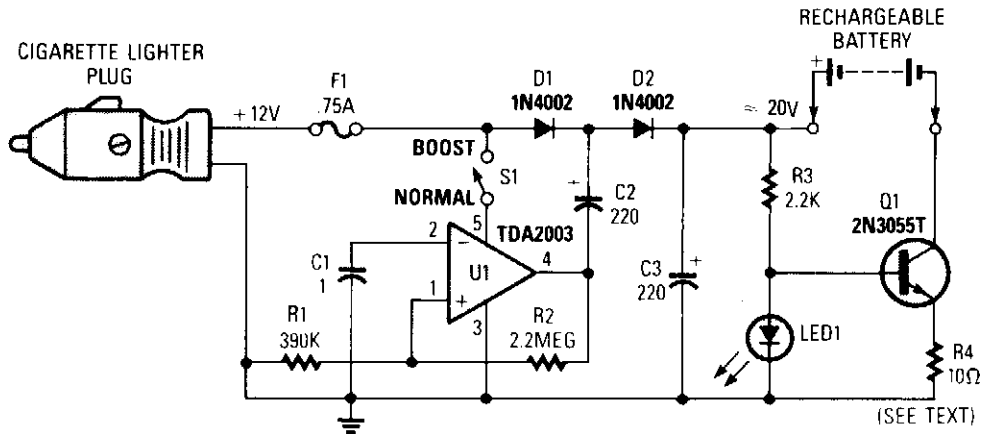 CIGARETTE LIGHTER
PLUG
+12V
F1
.75A
D1
1N4002
D2
1N4002
≈ 20V
RECHARGEABLE
BATTERY
+
BOOST
S1
NORMAL
+
C2
220
R3
2.2K
Q1
2N3055T
5
TDA2003
2
−
4
U1
1
+
3
C1
1
R1
390K
R2
2.2MEG
+
C3
220
LED1
R4
10Ω
(SEE TEXT)